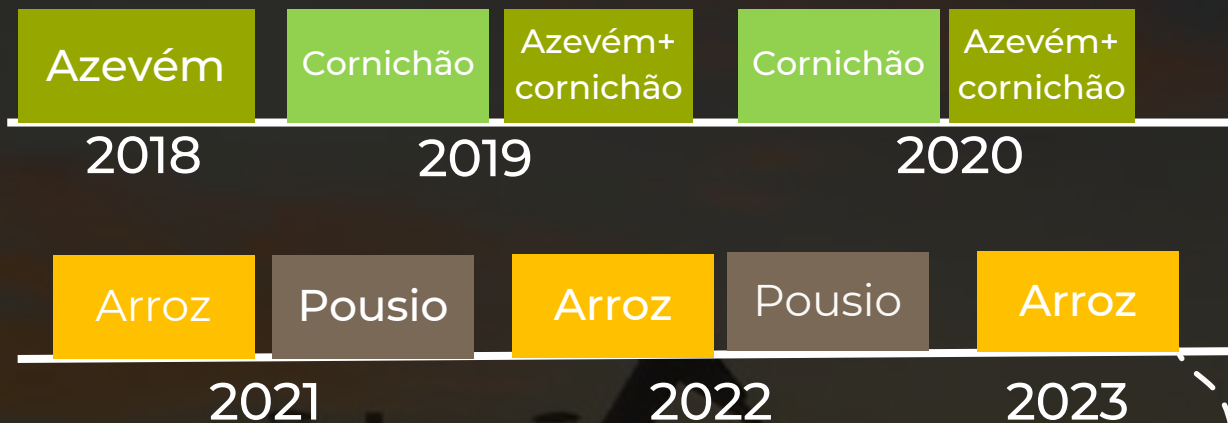 Azevém
Cornichão
Azevém+
cornichão
Cornichão
Azevém+
cornichão
2018
2019
2020
Arroz
Pousio
Arroz
Pousio
Arroz
2021
2022
2023